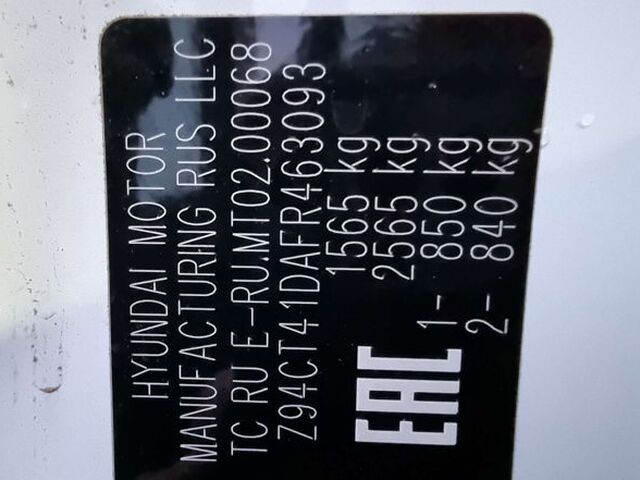 HYUNDAI MOTOR
MANUFACTURING RUS LLC
TC RU E-RU.MT02.00068
Z94CT41DAFR463093
1565 kg
2565 kg
1- 850 kg
2- 840 kg
EAC